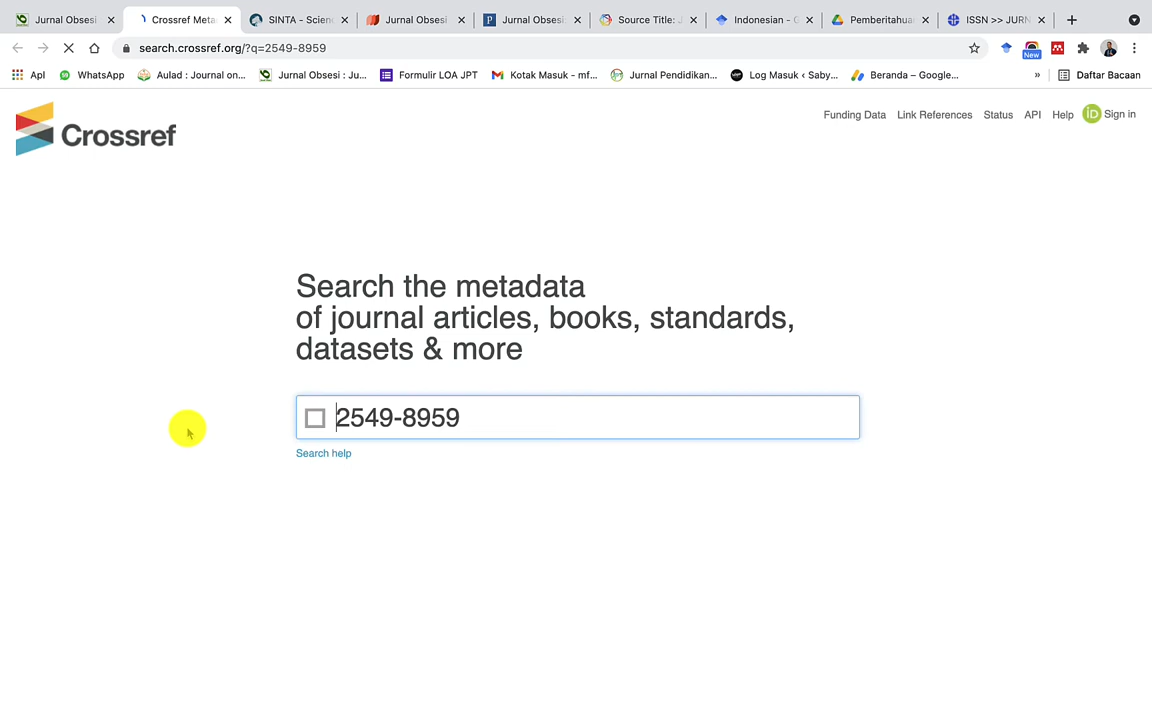 Jurnal Obsesi
Crossref Meta
SINTA - Scien
Jurnal Obsesi
Jurnal Obsesi:
Source Title: J
Indonesian - G
Pemberitahua
ISSN >> JURN
search.crossref.org/?q=2549-8959
New
Apl
WhatsApp
Aulad : Journal on...
Jurnal Obsesi : Ju...
Formulir LOA JPT
Kotak Masuk - mf...
Jurnal Pendidikan...
Log Masuk ‹ Saby...
Beranda – Google...
»
Daftar Bacaan
Crossref
Funding Data
Link References
Status
API
Help
iD
Sign in
Search the metadata
of journal articles, books, standards,
datasets & more
2549-8959
Search help